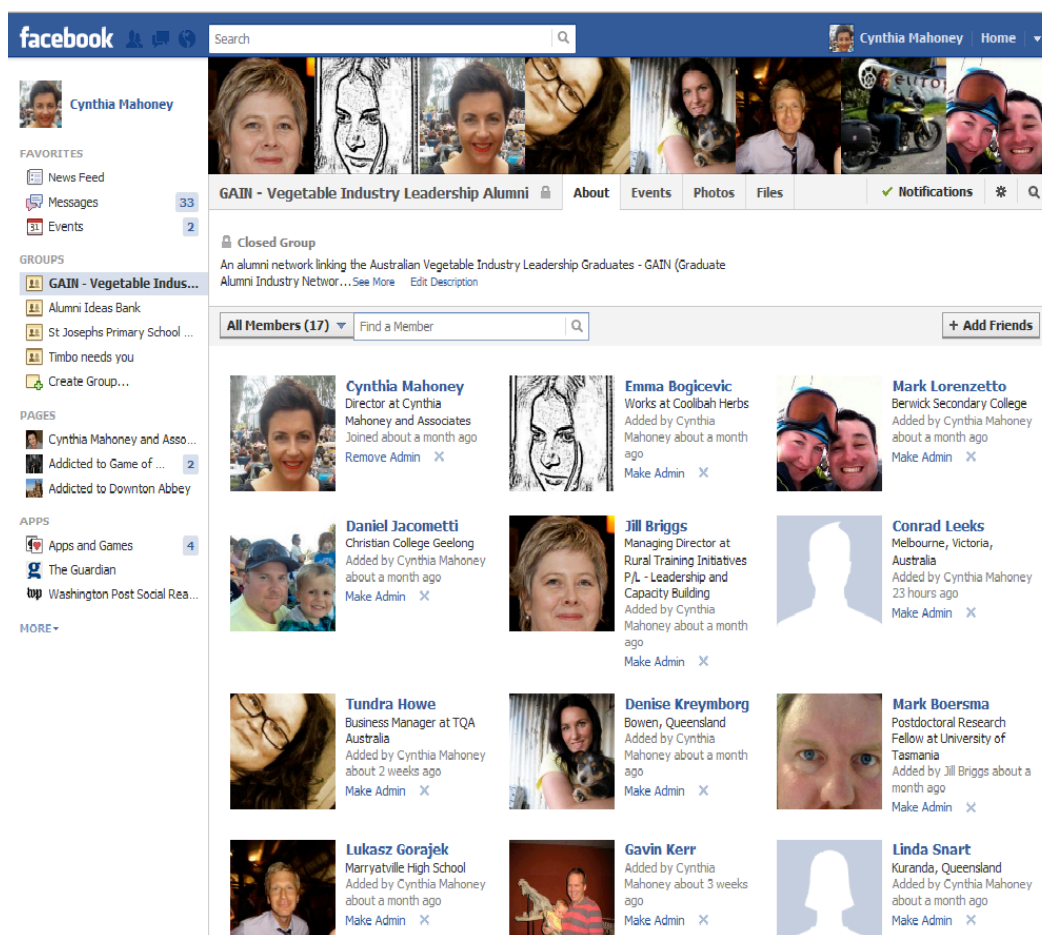 facebook
Search
Cynthia Mahoney
Home
Cynthia Mahoney
FAVORITES
News Feed
Messages 33
31 Events 2
GROUPS
GAIN - Vegetable Indus...
Alumni Ideas Bank
St Josephs Primary School ...
Timbo needs you
Create Group...
PAGES
Cynthia Mahoney and Asso...
Addicted to Game of ... 2
Addicted to Downton Abbey
APPS
Apps and Games 4
g The Guardian
wp Washington Post Social Rea...
MORE
GAIN - Vegetable Industry Leadership Alumni
About
Events
Photos
Files
Notifications
Closed Group
An alumni network linking the Australian Vegetable Industry Leadership Graduates - GAIN (Graduate
Alumni Industry Networ... See More Edit Description
All Members (17)
Find a Member
+ Add Friends
Cynthia Mahoney
Director at Cynthia
Mahoney and Associates
Joined about a month ago
Remove Admin X
Emma Bogicevic
Works at Coolibah Herbs
Added by Cynthia
Mahoney about a month
ago
Make Admin X
Mark Lorenzetto
Berwick Secondary College
Added by Cynthia Mahoney
about a month ago
Make Admin X
Daniel Jacometti
Christian College Geelong
Added by Cynthia Mahoney
about a month ago
Make Admin X
Jill Briggs
Managing Director at
Rural Training Initiatives
P/L - Leadership and
Capacity Building
Added by Cynthia
Mahoney about a month
ago
Make Admin X
Conrad Leeks
Melbourne, Victoria,
Australia
Added by Cynthia Mahoney
23 hours ago
Make Admin X
Tundra Howe
Business Manager at TQA
Australia
Added by Cynthia Mahoney
about 2 weeks ago
Make Admin X
Denise Kreymborg
Bowen, Queensland
Added by Cynthia
Mahoney about a month
ago
Make Admin X
Mark Boersma
Postdoctoral Research
Fellow at University of
Tasmania
Added by Jill Briggs about a
month ago
Make Admin X
Lukasz Gorajek
Marryatville High School
Added by Cynthia Mahoney
about a month ago
Make Admin X
Gavin Kerr
Added by Cynthia
Mahoney about 3 weeks
ago
Make Admin X
Linda Snart
Kuranda, Queensland
Added by Cynthia Mahoney
about a month ago
Make Admin X